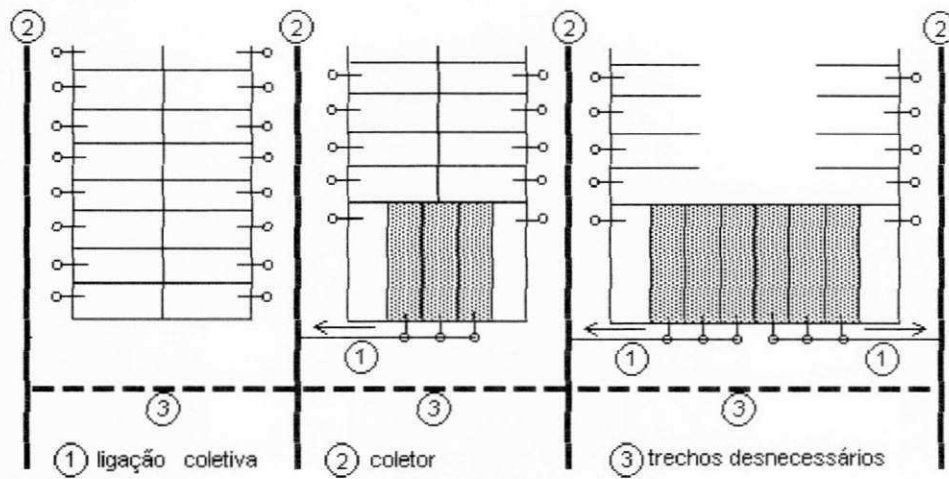 2 2 2 2
1 1 1
3 3 3
1 ligação coletiva 2 coletor 3 trechos desnecessários